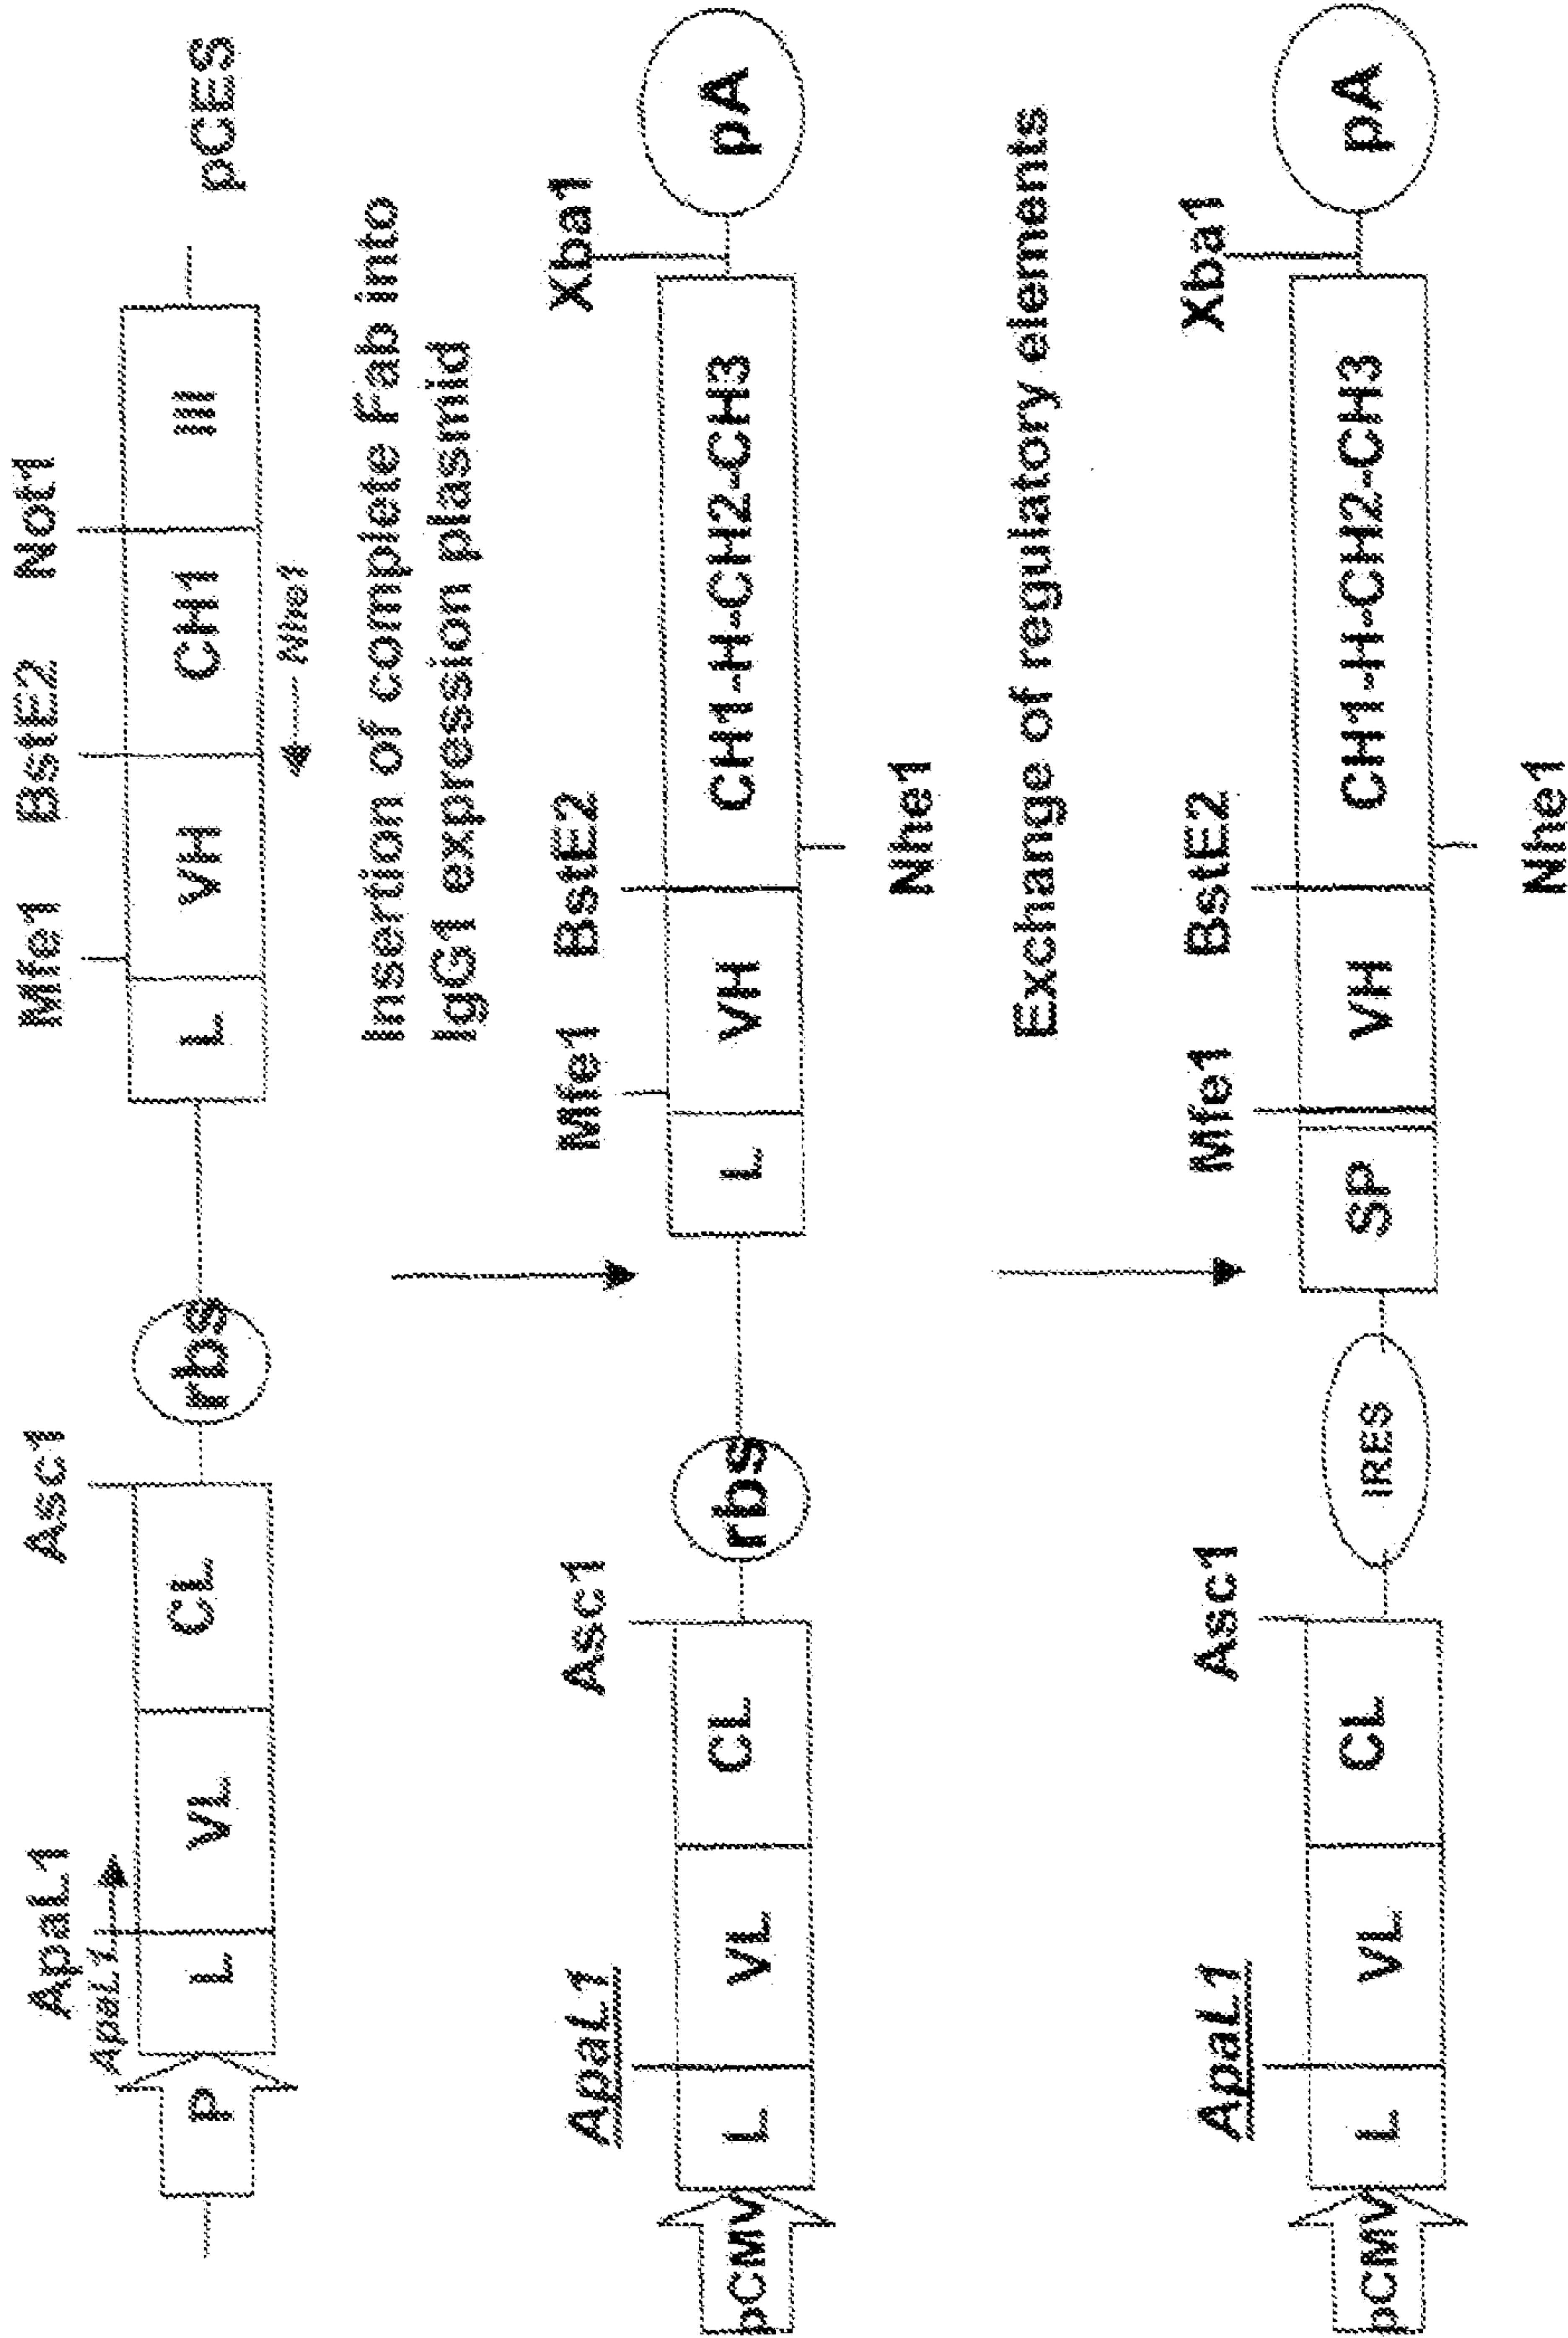 ApaL1
Asc1
Mfe1
BstE2
Not1
ApaL1
P
L
VL
CL
rbs
L
VH
CH1
III
pCES
Nhe1
Insertion of complete Fab into
IgG1 expression plasmid
ApaL1
Asc1
Mfe1
BstE2
Xba1
pCMV
L
VL
CL
rbs
L
VH
CH1-H-CH2-CH3
pA
Nhe1
Exchange of regulatory elements
ApaL1
Asc1
Mfe1
BstE2
Xba1
pCMV
L
VL
CL
IRES
SP
VH
CH1-H-CH2-CH3
pA
Nhe1